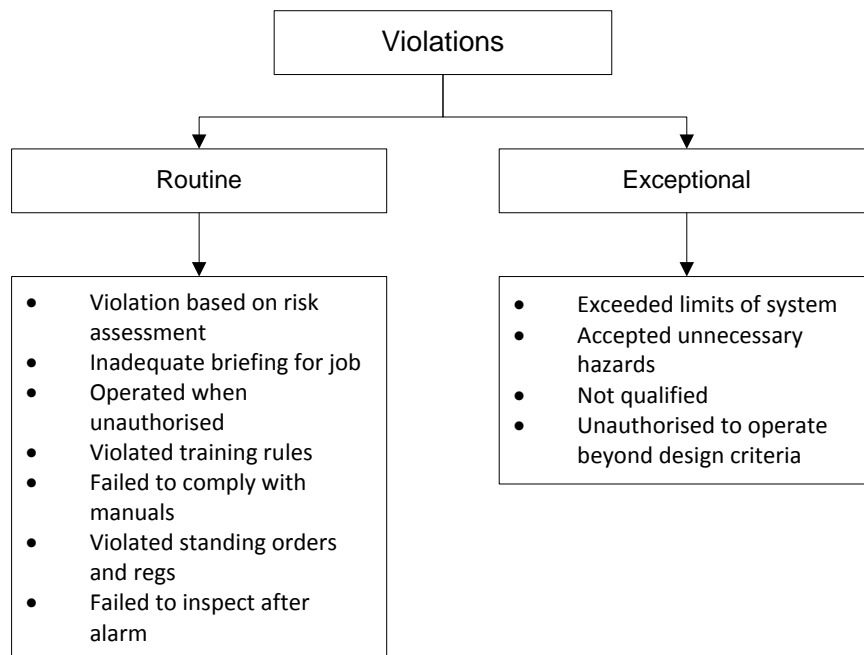 Violations
Routine
Exceptional
• Violation based on risk
assessment
• Inadequate briefing for job
• Operated when
unauthorised
• Violated training rules
• Failed to comply with
manuals
• Violated standing orders
and regs
• Failed to inspect after
alarm
• Exceeded limits of system
• Accepted unnecessary
hazards
• Not qualified
• Unauthorised to operate
beyond design criteria